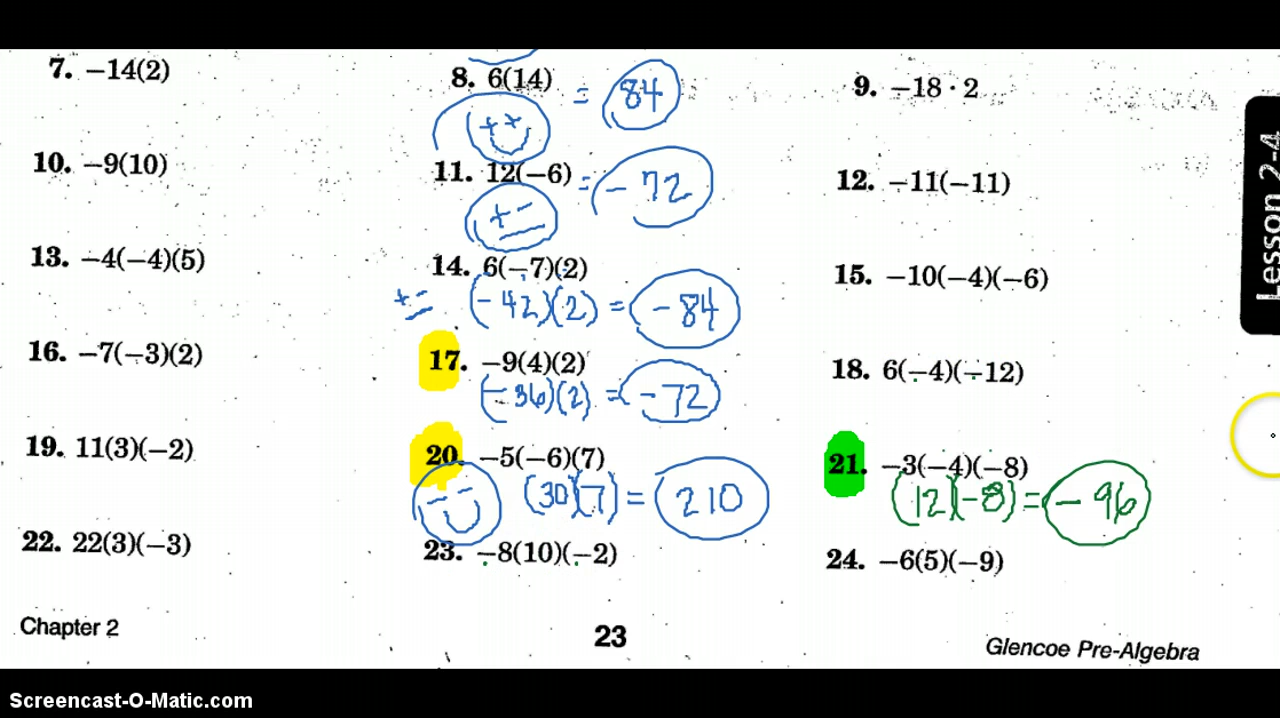 7. −14(2)
8. 6(14) = 84
9. −18 · 2
+ +
10. −9(10)
11. 12(−6) = −72
12. −11(−11)
+ −
13. −4(−4)(5)
14. 6(−7)(2)
15. −10(−4)(−6)
+ − (−42)(2) = −84
16. −7(−3)(2)
17. −9(4)(2)
18. 6(−4)(−12)
(−36)(2) = −72
19. 11(3)(−2)
20. −5(−6)(7)
21. −3(−4)(−8)
− − (30)(7) = 210
(12)(−8) = −96
22. 22(3)(−3)
23. −8(10)(−2)
24. −6(5)(−9)
Lesson 2-4
Chapter 2
23
Glencoe Pre-Algebra
Screencast-O-Matic.com